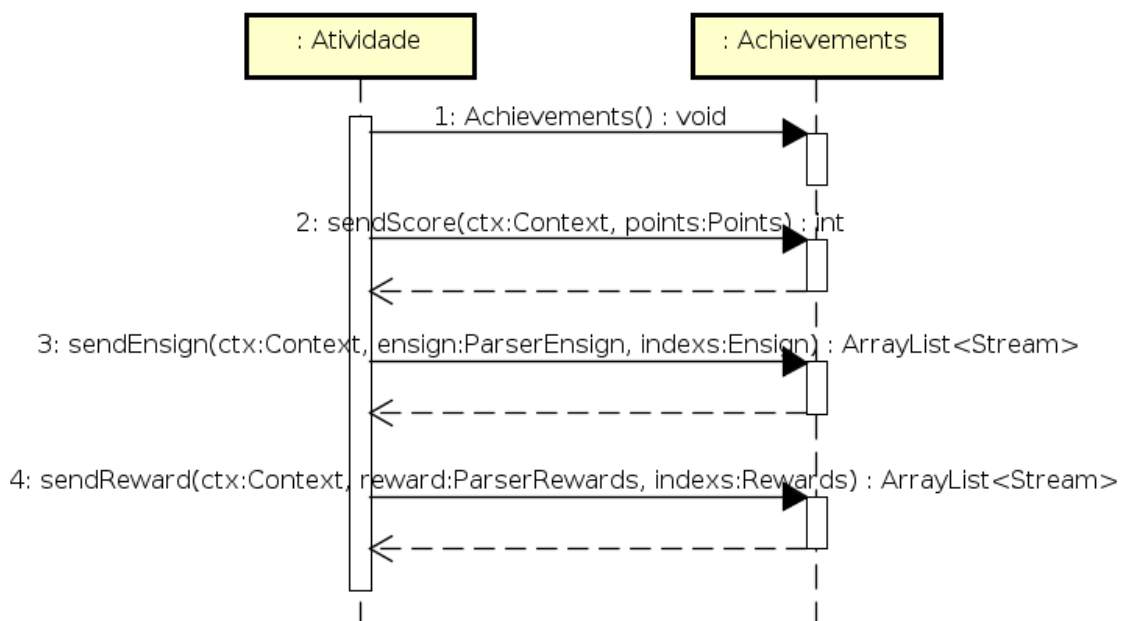 : Atividade
: Achievements
1: Achievements() : void
2: sendScore(ctx:Context, points:Points) : int
3: sendEnsign(ctx:Context, ensign:ParserEnsign, indexs:Ensign) : ArrayList<Stream>
4: sendReward(ctx:Context, reward:ParserRewards, indexs:Rewards) : ArrayList<Stream>